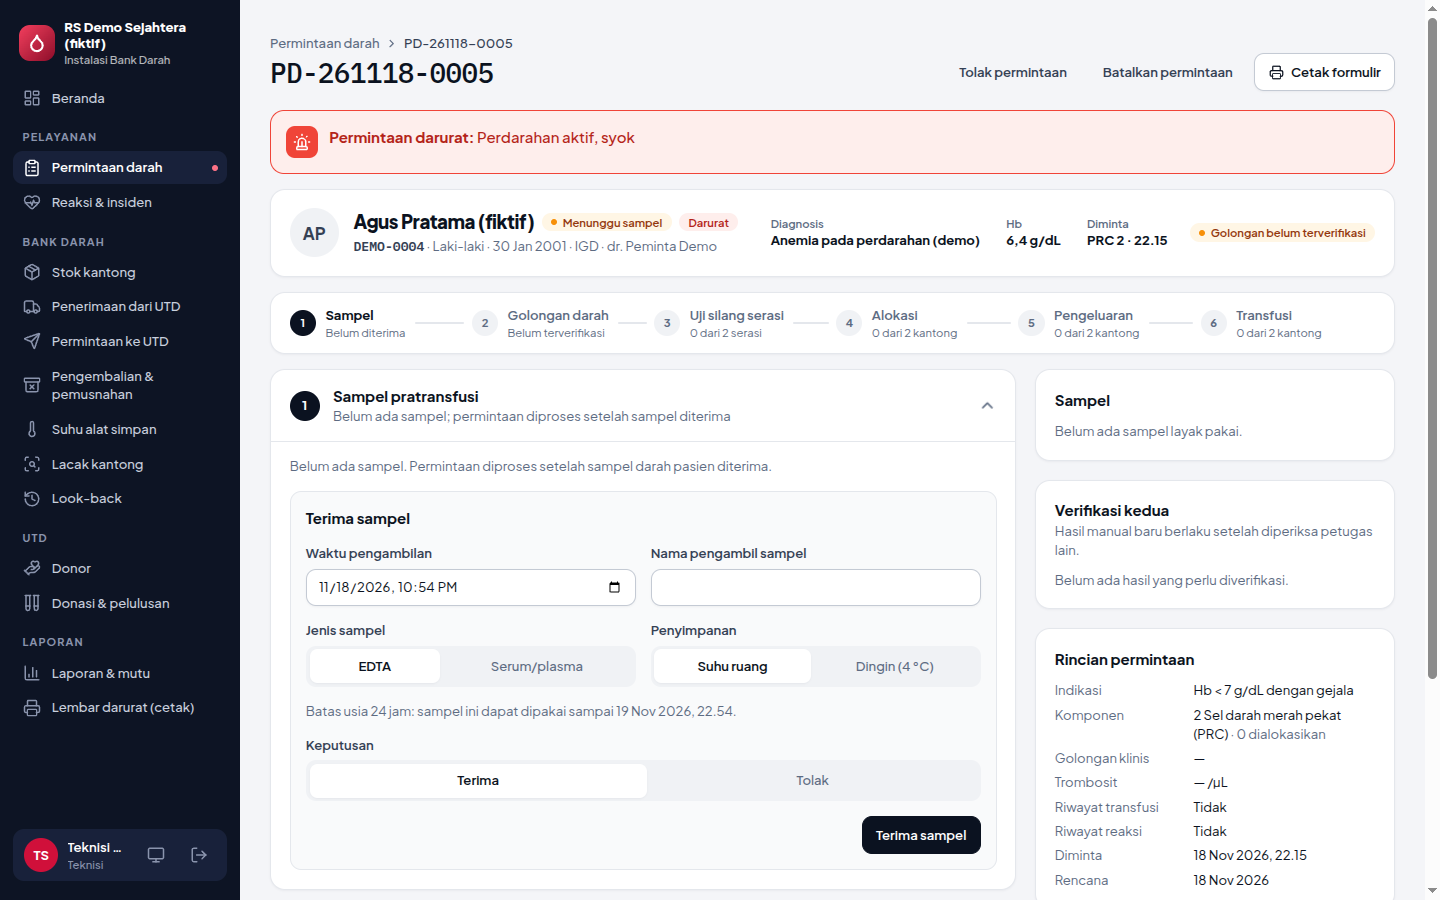 RS Demo Sejahtera
(fiktif)
Instalasi Bank Darah
Beranda
PELAYANAN
Permintaan darah
Reaksi & insiden
BANK DARAH
Stok kantong
Penerimaan dari UTD
Permintaan ke UTD
Pengembalian &
pemusnahan
Suhu alat simpan
Lacak kantong
Look-back
UTD
Donor
Donasi & pelulusan
LAPORAN
Laporan & mutu
Lembar darurat (cetak)
TS
Teknisi ...
Teknisi
Permintaan darah > PD-261118-0005
PD-261118-0005
Tolak permintaan
Batalkan permintaan
Cetak formulir
Permintaan darurat: Perdarahan aktif, syok
AP
Agus Pratama (fiktif)
Menunggu sampel
Darurat
DEMO-0004 · Laki-laki · 30 Jan 2001 · IGD · dr. Peminta Demo
Diagnosis
Anemia pada perdarahan (demo)
Hb
6,4 g/dL
Diminta
PRC 2 · 22.15
Golongan belum terverifikasi
1
Sampel
Belum diterima
2
Golongan darah
Belum terverifikasi
3
Uji silang serasi
0 dari 2 serasi
4
Alokasi
0 dari 2 kantong
5
Pengeluaran
0 dari 2 kantong
6
Transfusi
0 dari 2 kantong
1
Sampel pratransfusi
Belum ada sampel; permintaan diproses setelah sampel diterima
Belum ada sampel. Permintaan diproses setelah sampel darah pasien diterima.
Terima sampel
Waktu pengambilan
11/18/2026, 10:54 PM
Nama pengambil sampel
Jenis sampel
EDTA
Serum/plasma
Penyimpanan
Suhu ruang
Dingin (4 °C)
Batas usia 24 jam: sampel ini dapat dipakai sampai 19 Nov 2026, 22.54.
Keputusan
Terima
Tolak
Terima sampel
Sampel
Belum ada sampel layak pakai.
Verifikasi kedua
Hasil manual baru berlaku setelah diperiksa petugas
lain.
Belum ada hasil yang perlu diverifikasi.
Rincian permintaan
Indikasi
Hb < 7 g/dL dengan gejala
Komponen
2 Sel darah merah pekat
(PRC) · 0 dialokasikan
Golongan klinis
—
Trombosit
— /µL
Riwayat transfusi
Tidak
Riwayat reaksi
Tidak
Diminta
18 Nov 2026, 22.15
Rencana
18 Nov 2026